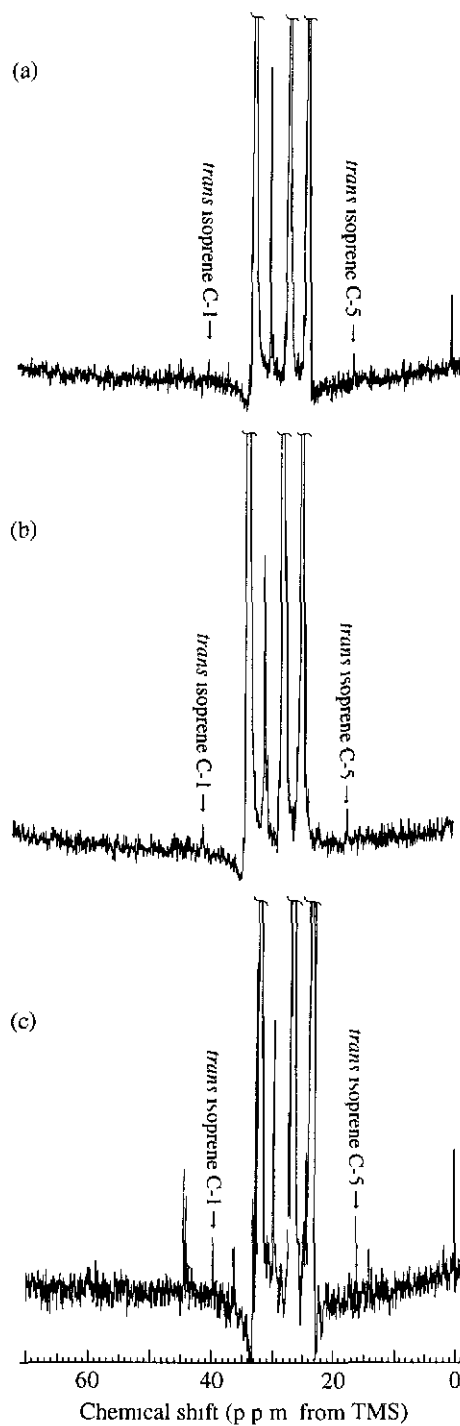 (a)
trans isoprene C-1 →
trans isoprene C-5 →
(b)
trans isoprene C-1 →
trans isoprene C-5 →
(c)
trans isoprene C-1 →
trans isoprene C-5 →
60 40 20 0
Chemical shift (p p m from TMS)